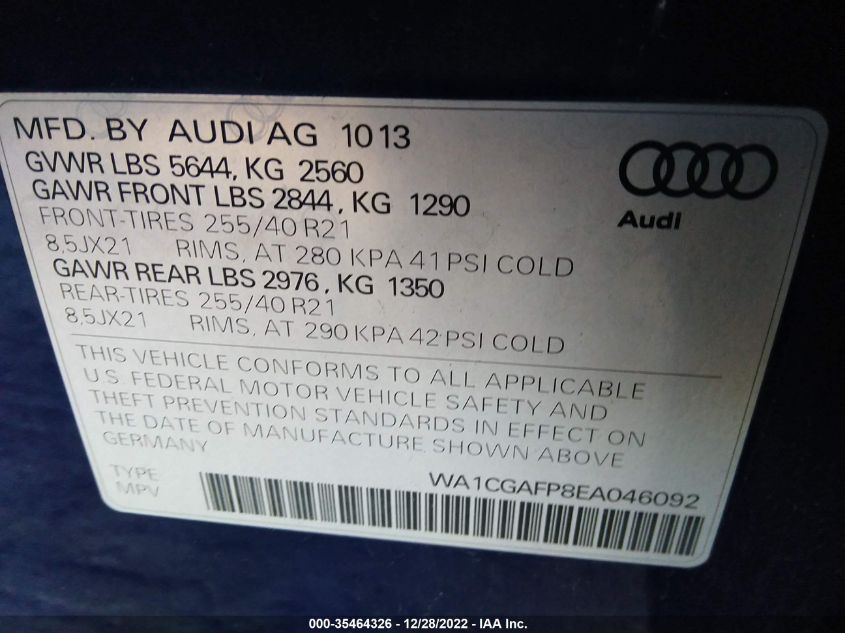 MFD. BY AUDI AG 10 13
GVWR LBS 5644, KG 2560
GAWR FRONT LBS 2844, KG 1290
FRONT-TIRES 255/40 R21
8,5JX21 RIMS, AT 280 KPA 41 PSI COLD
GAWR REAR LBS 2976, KG 1350
REAR-TIRES 255/40 R21
8,5JX21 RIMS, AT 290 KPA 42 PSI COLD
Audi
THIS VEHICLE CONFORMS TO ALL APPLICABLE
U.S. FEDERAL MOTOR VEHICLE SAFETY AND
THEFT PREVENTION STANDARDS IN EFFECT ON
THE DATE OF MANUFACTURE SHOWN ABOVE
GERMANY
TYPE
MPV
WA1CGAFP8EA046092
000-35464326 - 12/28/2022 - IAA Inc.